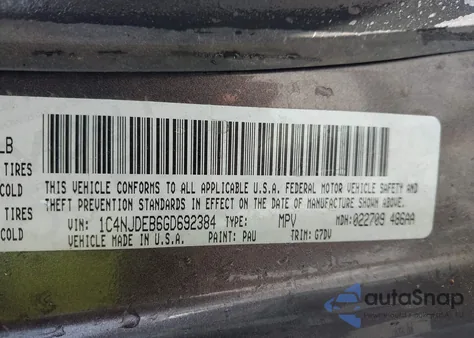 LB
TIRES
COLD
TIRES
COLD
THIS VEHICLE CONFORMS TO ALL APPLICABLE U.S.A. FEDERAL MOTOR VEHICLE SAFETY AND
THEFT PREVENTION STANDARDS IN EFFECT ON THE DATE OF MANUFACTURE SHOWN ABOVE.
VIN: 1C4NJDEB6GD692384 TYPE: MPV MDH: 022709 486AA
VEHICLE MADE IN U.S.A. PAINT: PAU TRIM: G7DV
autoSnap